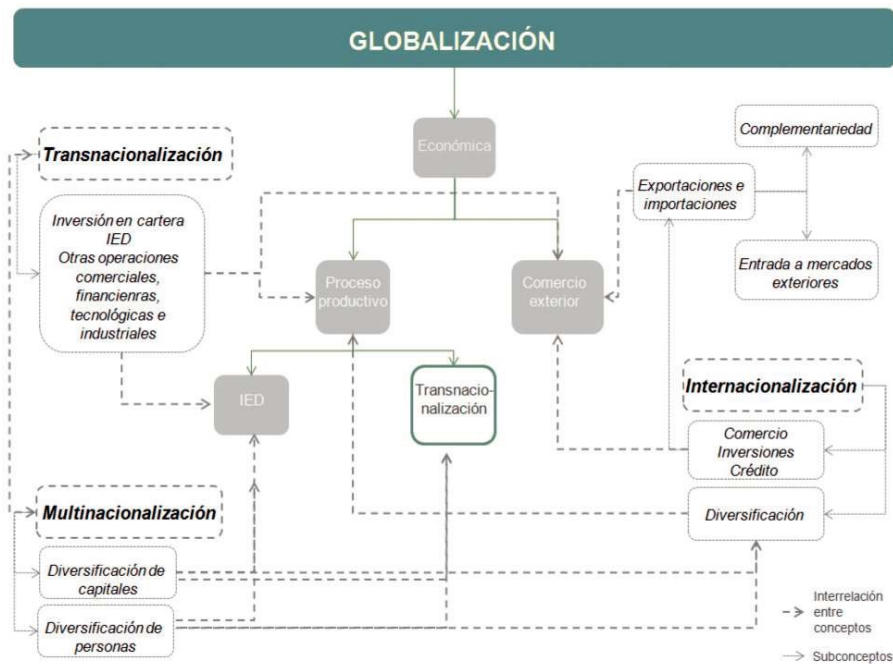 GLOBALIZACIÓN
Económica
Complementariedad
Transnacionalización
Exportaciones e
importaciones
Inversión en cartera
IED
Otras operaciones
comerciales,
financienras,
tecnológicas e
industriales
Proceso
productivo
Comercio
exterior
Entrada a mercados
exteriores
IED
Transnacio-
nalización
Internacionalización
Comercio
Inversiones
Crédito
Multinacionalización
Diversificación
Diversificación de
capitales
Diversificación de
personas
Interrelación
entre
conceptos
Subconceptos